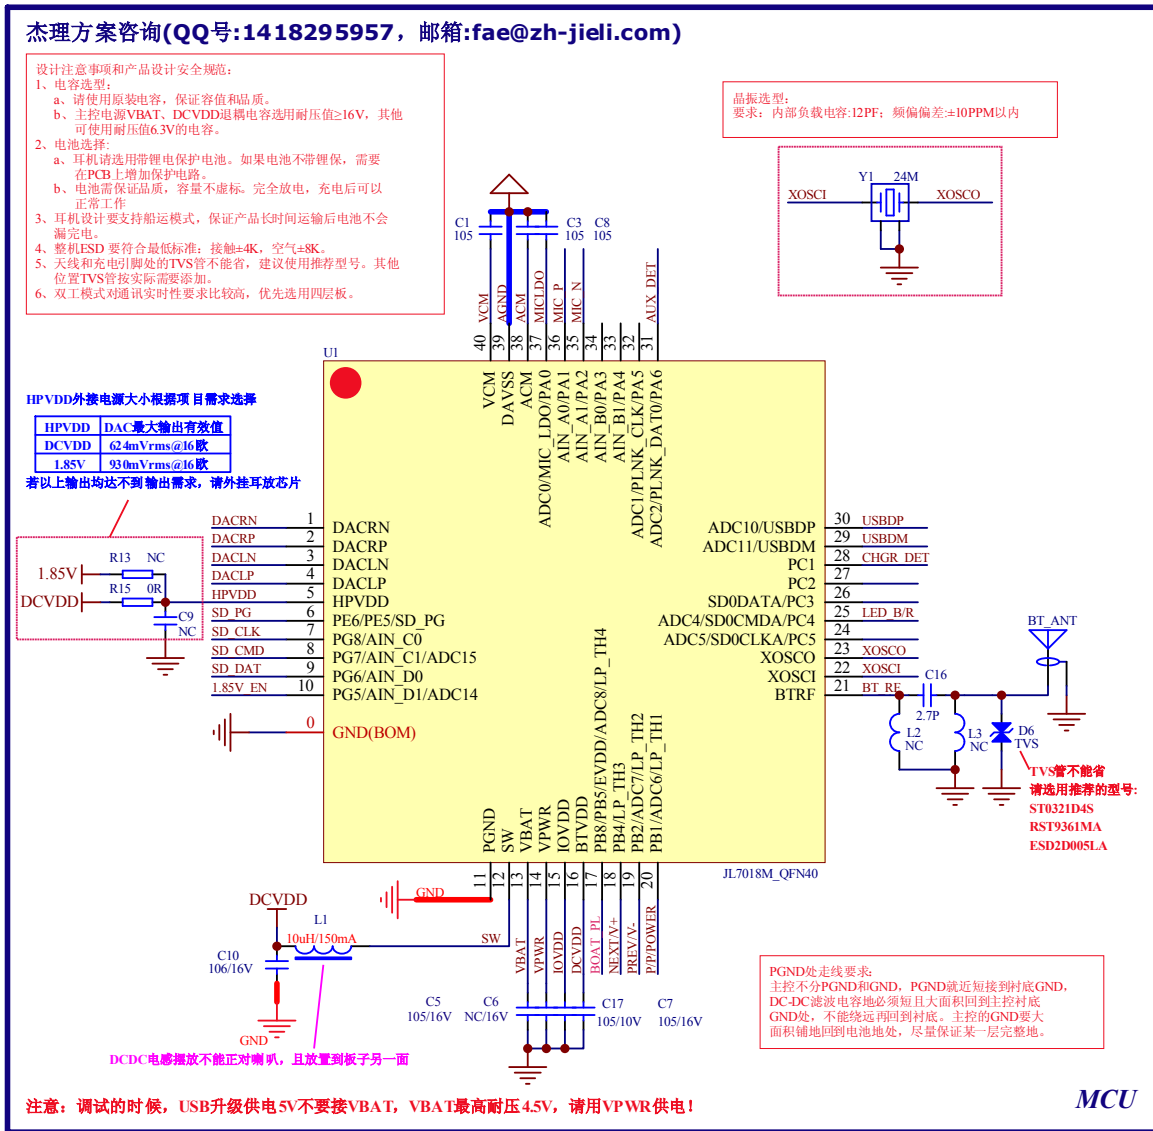 杰理方案咨询(QQ号:1418295957，邮箱:fae@zh-jieli.com)
设计注意事项和产品设计安全规范:
1、电容选型:
a、请使用原装电容，保证容值和品质。
b、主控电源VBAT、DCVDD退耦电容选用耐压值≥16V，其他
可使用耐压值6.3V的电容。
2、电池选择:
a、耳机请选用带锂电保护电池。如果电池不带锂保，需要
在PCB上增加保护电路。
b、电池需保证品质，容量不虚标。完全放电，充电后可以
正常工作
3、耳机设计要支持船运模式，保证产品长时间运输后电池不会
漏完电。
4、整机ESD 要符合最低标准：接触±4K，空气±8K。
5、天线和充电引脚处的TVS管不能省，建议使用推荐型号。其他
位置TVS管按实际需要添加。
6、双工模式对通讯实时性要求比较高，优先选用四层板。
晶振选型:
要求：内部负载电容:12PF；频偏偏差:±10PPM以内
Y1
24M
XOSCI
XOSCO
C1
105
C3
105
C8
105
VCM
AGND
ACM
MICLDO
MIC_P
MIC_N
AUX_DET
40
39
38
37
36
35
34
33
32
31
U1
VCM
DAVSS
ACM
ADC0/MIC_LDO/PA0
AIN_A0/PA1
AIN_A1/PA2
AIN_B0/PA3
AIN_B1/PA4
ADC1/PLNK_CLK/PA5
ADC2/PLNK_DAT0/PA6
HPVDD外接电源大小根据项目需求选择
HPVDD DAC最大输出有效值
DCVDD 624mVrms@16欧
1.85V 930mVrms@16欧
若以上输出均达不到输出需求，请外挂耳放芯片
R13 NC
1.85V
R15 0R
DCVDD
C9
NC
DACRN 1 DACRN
DACRP 2 DACRP
DACLN 3 DACLN
DACLP 4 DACLP
HPVDD 5 HPVDD
SD_PG 6 PE6/PE5/SD_PG
SD_CLK 7 PG8/AIN_C0
SD_CMD 8 PG7/AIN_C1/ADC15
SD_DAT 9 PG6/AIN_D0
1.85V_EN 10 PG5/AIN_D1/ADC14
0 GND(BOM)
ADC10/USBDP 30 USBDP
ADC11/USBDM 29 USBDM
PC1 28 CHGR_DET
PC2 27
SD0DATA/PC3 26
ADC4/SD0CMDA/PC4 25 LED_B/R
ADC5/SD0CLKA/PC5 24
XOSCO 23 XOSCO
XOSCI 22 XOSCI
BTRF 21 BT_RF
BT_ANT
C16
2.7P
L2
NC
L3
NC
D6
TVS
TVS管不能省
请选用推荐的型号:
ST0321D4S
RST9361MA
ESD2D005LA
PGND
SW
VBAT
VPWR
IOVDD
BTVDD
PB8/PB5/EVDD/ADC8/LP_TH4
PB4/LP_TH3
PB2/ADC7/LP_TH2
PB1/ADC6/LP_TH1
JL7018M_QFN40
11
12
13
14
15
16
17
18
19
20
GND
DCVDD
L1
10uH/150mA
SW
C10
106/16V
GND
VBAT
VPWR
IOVDD
DCVDD
BOAT_PL
NEXT/V+
PREV/V-
P/P/POWER
C5
105/16V
C6
NC/16V
C17
105/10V
C7
105/16V
DCDC电感摆放不能正对喇叭，且放置到板子另一面
PGND处走线要求:
主控不分PGND和GND，PGND就近短接到衬底GND，
DC-DC滤波电容地必须短且大面积回到主控衬底
GND处，不能绕远再回到衬底。主控的GND要大
面积铺地回到电池地处，尽量保证某一层完整地。
注意：调试的时候，USB升级供电5V不要接VBAT，VBAT最高耐压4.5V，请用VPWR供电!
MCU